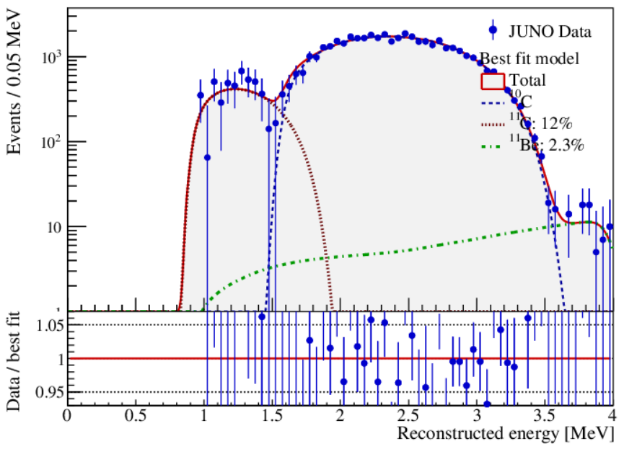 Events / 0.05 MeV
10³
10²
10
1
JUNO Data
Best fit model
Total
¹⁰C
¹¹C: 12%
¹¹Be: 2.3%
Data / best fit
1.05
1
0.95
0 0.5 1 1.5 2 2.5 3 3.5 4
Reconstructed energy [MeV]